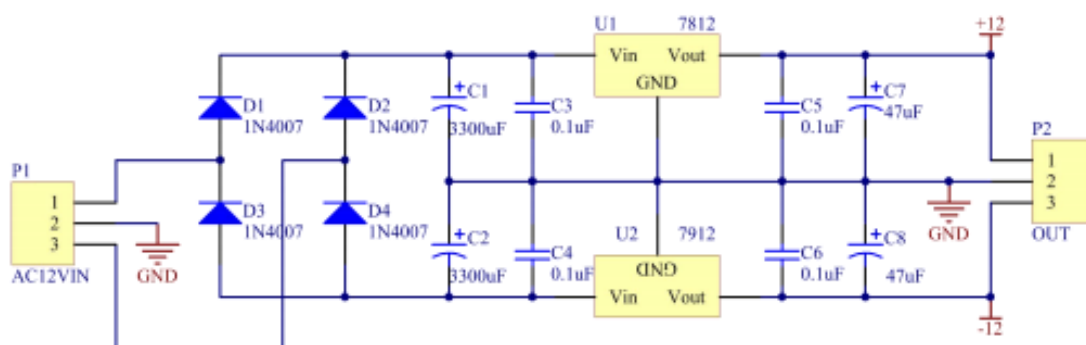 U1 7812
+12
Vin Vout
GND
D1
1N4007
D2
1N4007
+ C1
3300uF
C3
0.1uF
C5
0.1uF
+ C7
47uF
P1
1
2
3
AC12VIN
GND
D3
1N4007
D4
1N4007
+ C2
3300uF
C4
0.1uF
U2 7912
GND
Vin Vout
C6
0.1uF
+ C8
47uF
GND
P2
1
2
3
OUT
-12